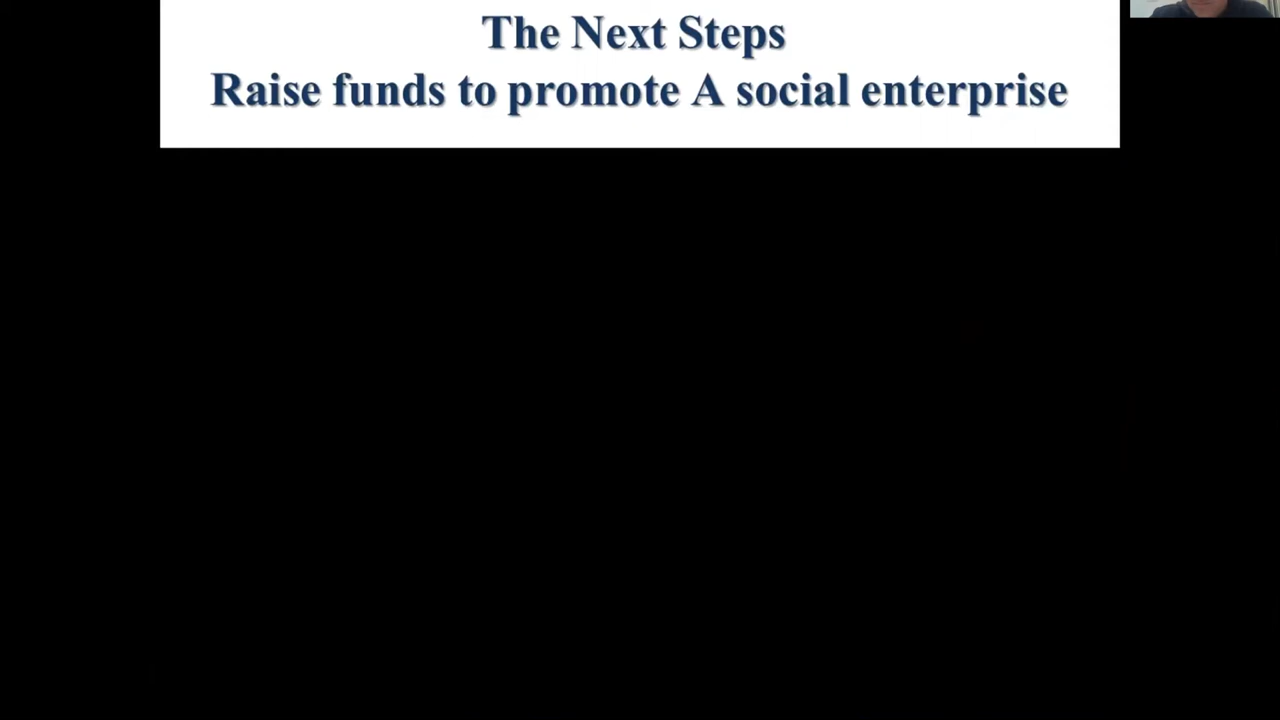 The Next Steps
Raise funds to promote A social enterprise